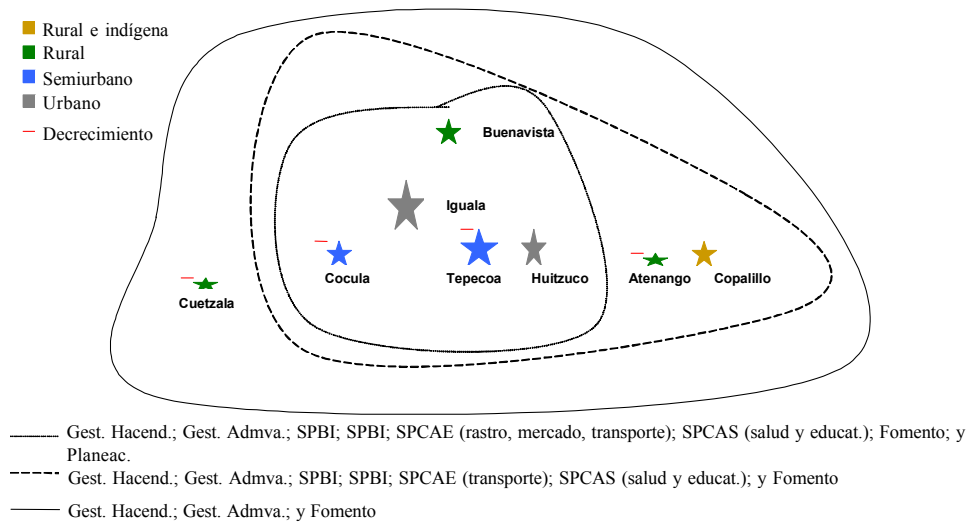 Rural e indígena
Rural
Semiurbano
Urbano
Decrecimiento
Buenavista
Iguala
Cocula
Tepecoa
Huitzuco
Atenango
Copalillo
Cuetzala
Gest. Hacend.; Gest. Admva.; SPBI; SPBI; SPCAE (rastro, mercado, transporte); SPCAS (salud y educat.); Fomento; y
Planeac.
Gest. Hacend.; Gest. Admva.; SPBI; SPBI; SPCAE (transporte); SPCAS (salud y educat.); y Fomento
Gest. Hacend.; Gest. Admva.; y Fomento